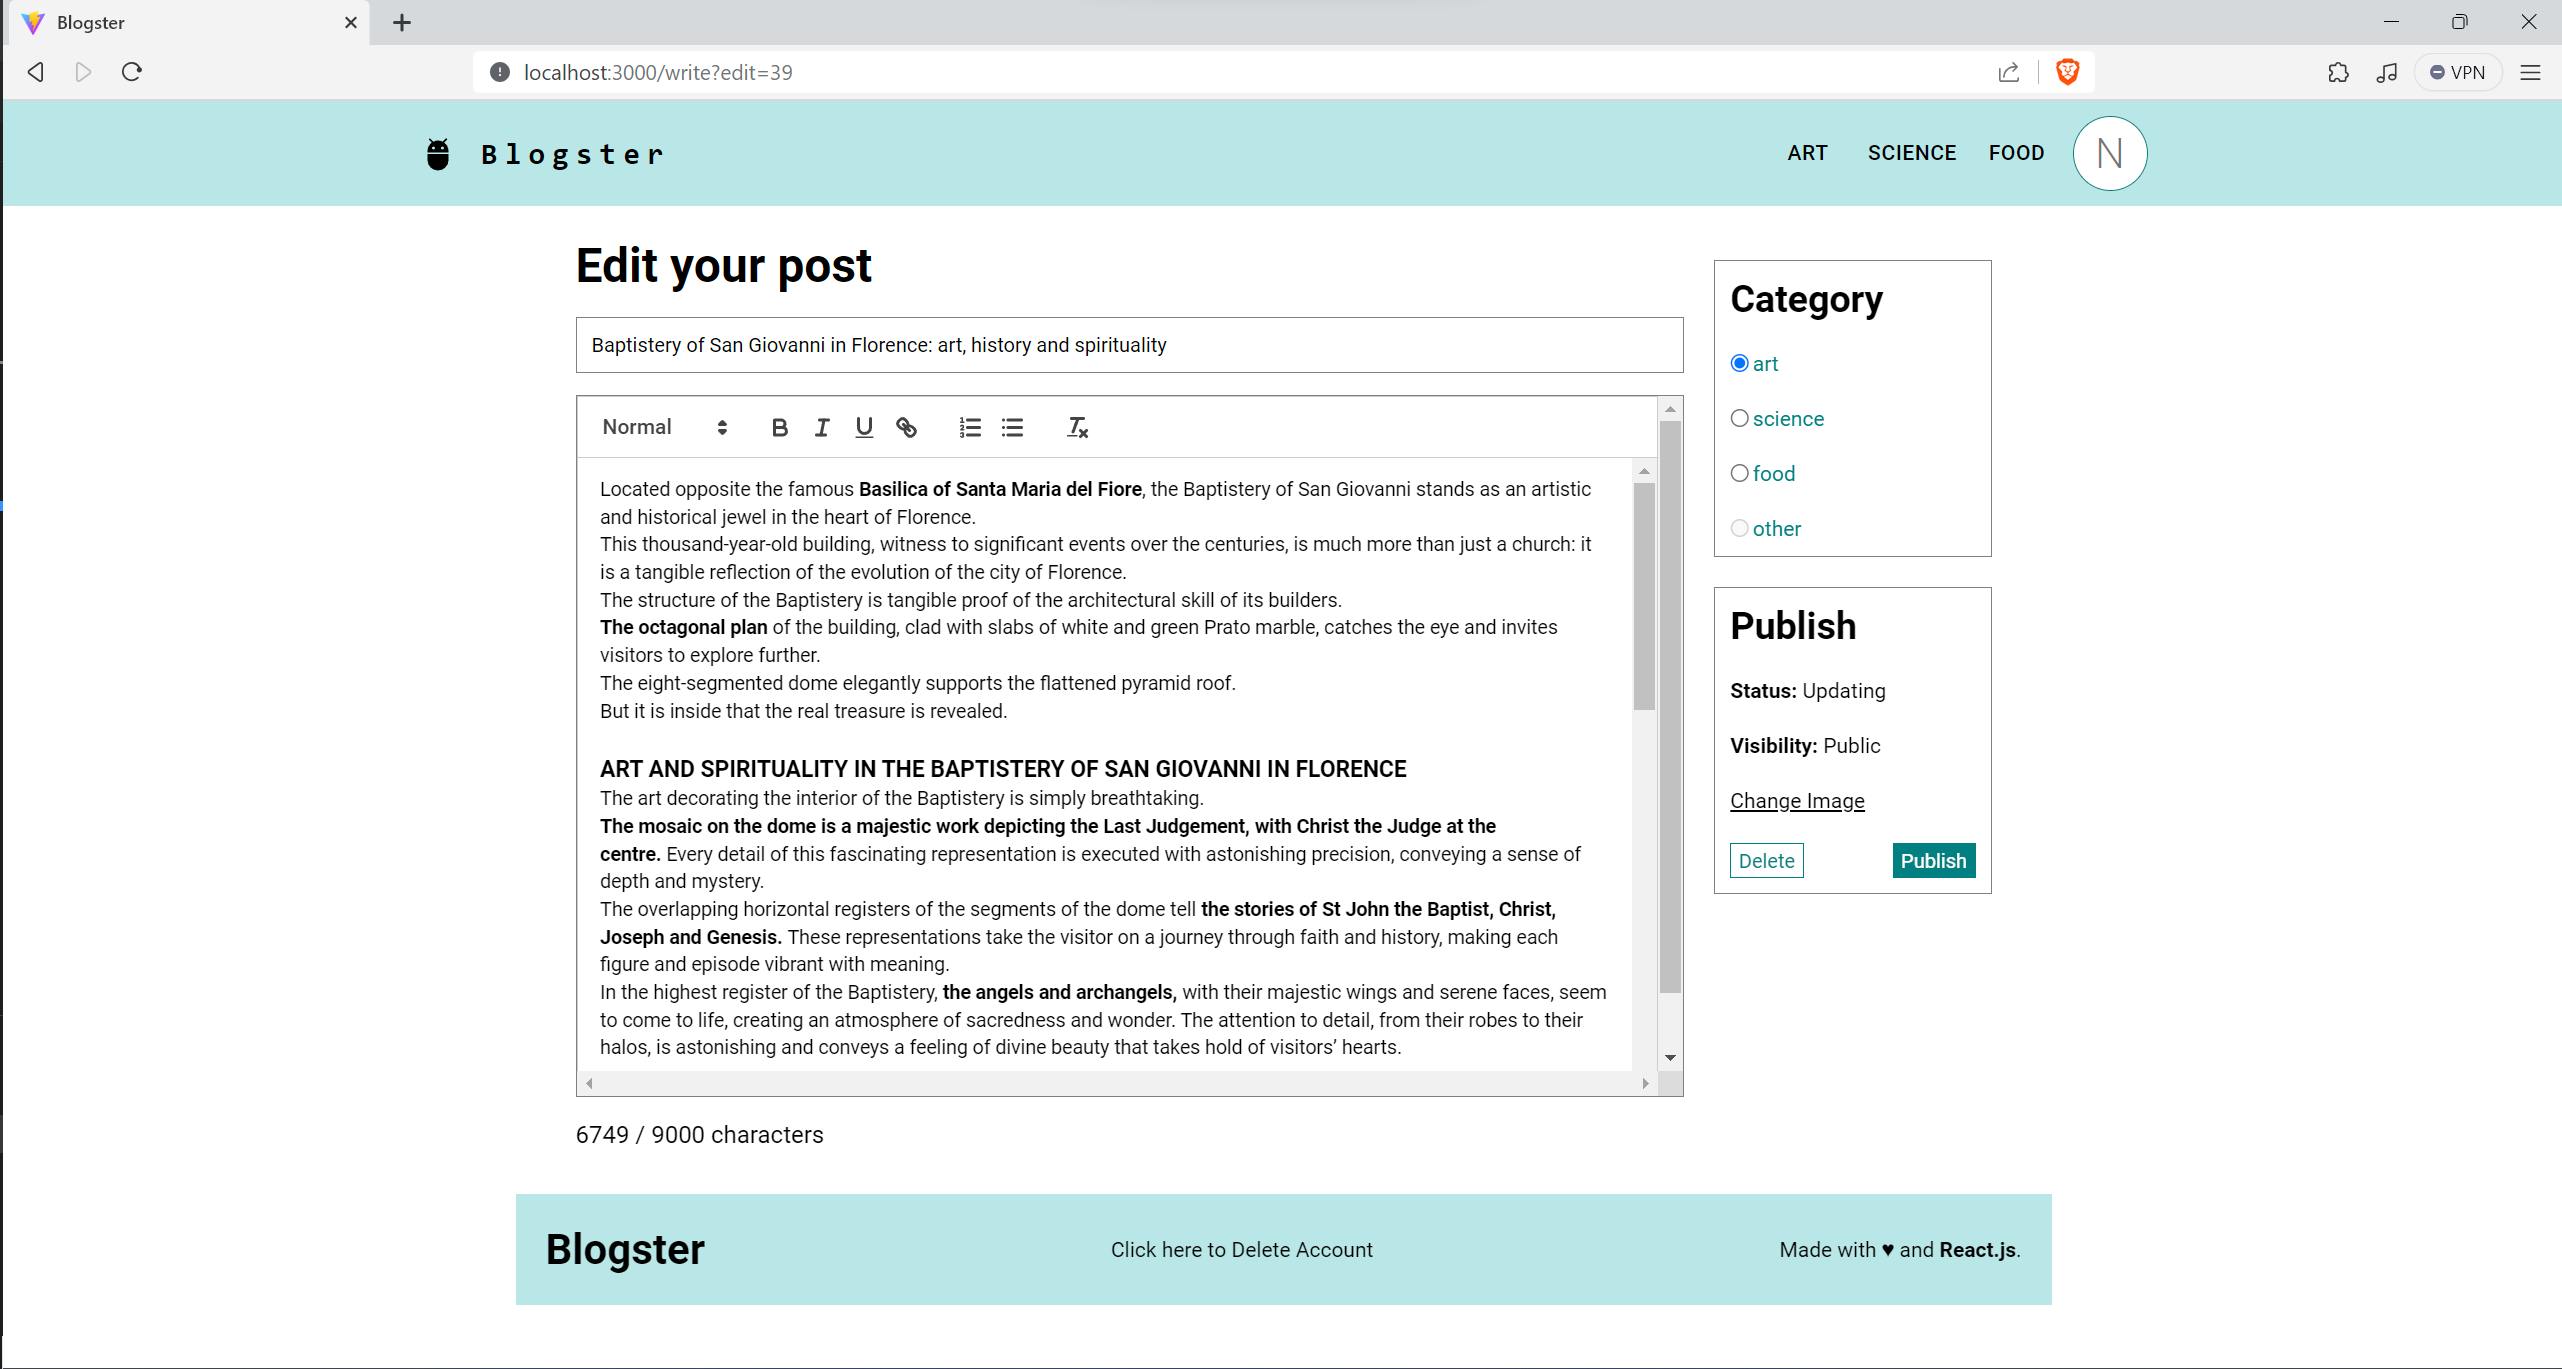 Blogster
localhost:3000/write?edit=39
VPN
Blogster
ART SCIENCE FOOD N
Edit your post
Baptistery of San Giovanni in Florence: art, history and spirituality
Normal
Located opposite the famous Basilica of Santa Maria del Fiore, the Baptistery of San Giovanni stands as an artistic
and historical jewel in the heart of Florence.
This thousand-year-old building, witness to significant events over the centuries, is much more than just a church: it
is a tangible reflection of the evolution of the city of Florence.
The structure of the Baptistery is tangible proof of the architectural skill of its builders.
The octagonal plan of the building, clad with slabs of white and green Prato marble, catches the eye and invites
visitors to explore further.
The eight-segmented dome elegantly supports the flattened pyramid roof.
But it is inside that the real treasure is revealed.
ART AND SPIRITUALITY IN THE BAPTISTERY OF SAN GIOVANNI IN FLORENCE
The art decorating the interior of the Baptistery is simply breathtaking.
The mosaic on the dome is a majestic work depicting the Last Judgement, with Christ the Judge at the
centre. Every detail of this fascinating representation is executed with astonishing precision, conveying a sense of
depth and mystery.
The overlapping horizontal registers of the segments of the dome tell the stories of St John the Baptist, Christ,
Joseph and Genesis. These representations take the visitor on a journey through faith and history, making each
figure and episode vibrant with meaning.
In the highest register of the Baptistery, the angels and archangels, with their majestic wings and serene faces, seem
to come to life, creating an atmosphere of sacredness and wonder. The attention to detail, from their robes to their
halos, is astonishing and conveys a feeling of divine beauty that takes hold of visitors’ hearts.
6749 / 9000 characters
Category
art
science
food
other
Publish
Status: Updating
Visibility: Public
Change Image
Delete Publish
Blogster
Click here to Delete Account
Made with ♥ and React.js.